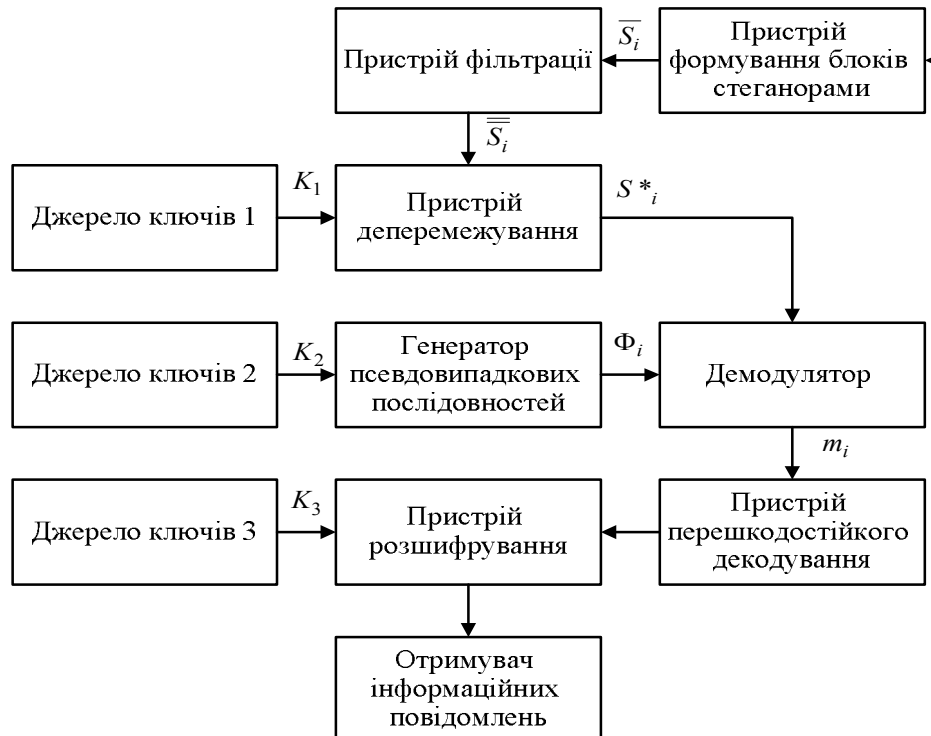 Пристрій фільтрації
S̅ᵢ
Пристрій
формування блоків
стеганорами
S̿ᵢ
Джерело ключів 1
K₁
Пристрій
деперемежування
S*ᵢ
Джерело ключів 2
K₂
Генератор
псевдовипадкових
послідовностей
Φᵢ
Демодулятор
mᵢ
Джерело ключів 3
K₃
Пристрій
розшифрування
Пристрій
перешкодостійкого
декодування
Отримувач
інформаційних
повідомлень